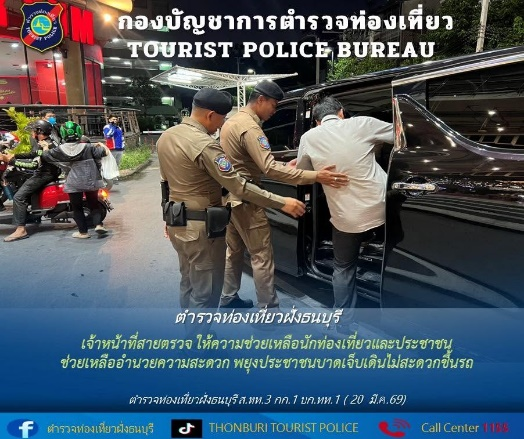 กองบัญชาการตำรวจท่องเที่ยว
TOURIST POLICE BUREAU
ตำรวจท่องเที่ยวฝั่งธนบุรี
เจ้าหน้าที่สายตรวจ ให้ความช่วยเหลือนักท่องเที่ยวและประชาชน
ช่วยเหลืออำนวยความสะดวก พยุงประชาชนบาดเจ็บเดินไม่สะดวกขึ้นรถ
ตำรวจท่องเที่ยวฝั่งธนบุริ ส.ทท.3 กก.1 บก.ทท.1 ( 20 มี.ค.69)
ตำรวจท่องเที่ยวฝั่งธนบุรี THONBURI TOURIST POLICE Call Center 1155